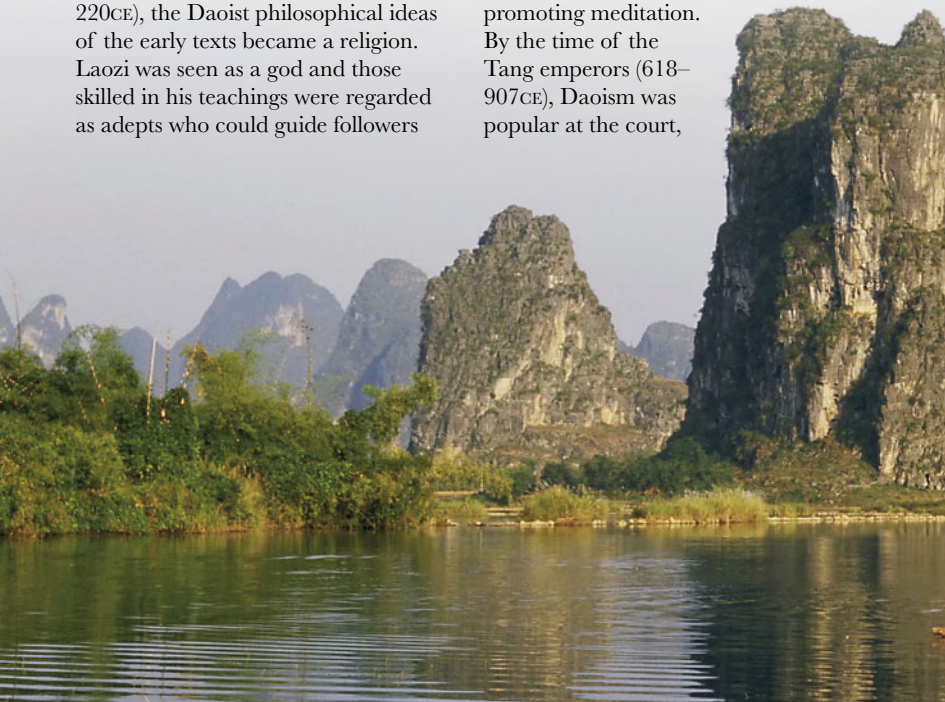 220CE), the Daoist philosophical ideas
of the early texts became a religion.
Laozi was seen as a god and those
skilled in his teachings were regarded
as adepts who could guide followers
promoting meditation.
By the time of the
Tang emperors (618–
907CE), Daoism was
popular at the court,